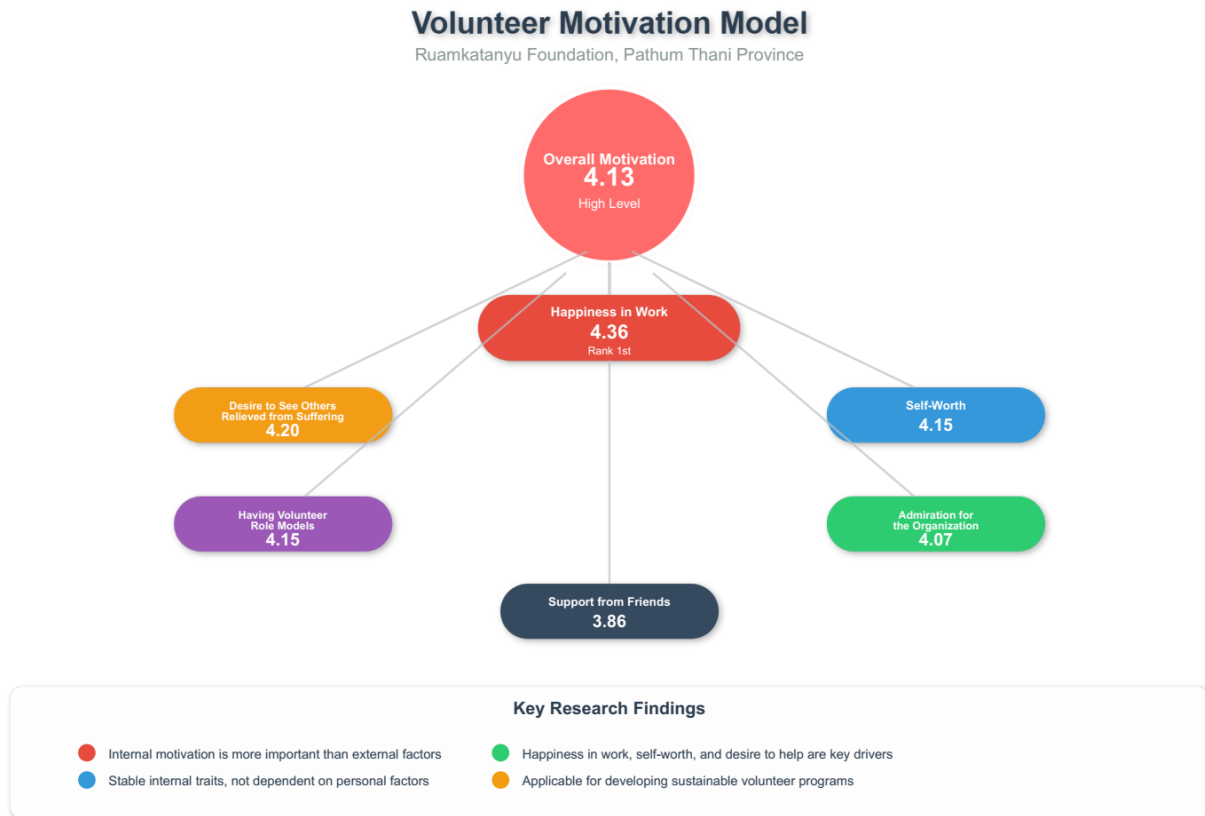 Volunteer Motivation Model
Ruamkatanyu Foundation, Pathum Thani Province
Overall Motivation
4.13
High Level
Happiness in Work
4.36
Rank 1st
Desire to See Others
Relieved from Suffering
4.20
Self-Worth
4.15
Having Volunteer
Role Models
4.15
Admiration for
the Organization
4.07
Support from Friends
3.86
Key Research Findings
Internal motivation is more important than external factors
Happiness in work, self-worth, and desire to help are key drivers
Stable internal traits, not dependent on personal factors
Applicable for developing sustainable volunteer programs